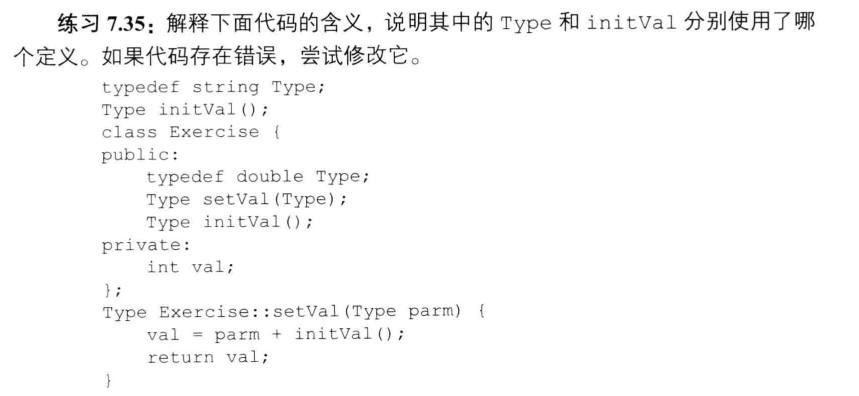 练习 7.35：解释下面代码的含义，说明其中的 Type 和 initVal 分别使用了哪
个定义。如果代码存在错误，尝试修改它。
typedef string Type;
Type initVal();
class Exercise {
public:
    typedef double Type;
    Type setVal(Type);
    Type initVal();
private:
    int val;
};
Type Exercise::setVal(Type parm) {
    val = parm + initVal();
    return val;
}